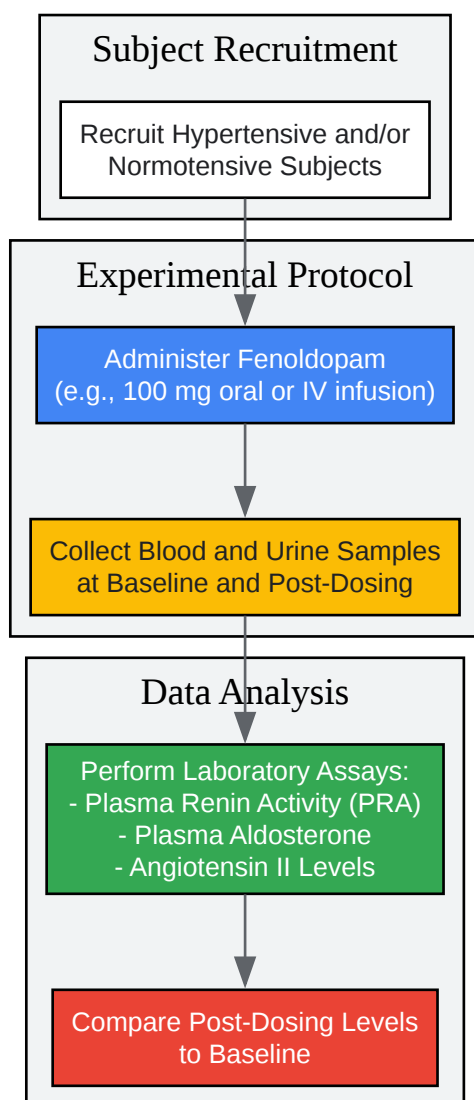 Subject Recruitment
Recruit Hypertensive and/or
Normotensive Subjects
Experimental Protocol
Administer Fenoldopam
(e.g., 100 mg oral or IV infusion)
Collect Blood and Urine Samples
at Baseline and Post-Dosing
Data Analysis
Perform Laboratory Assays:
- Plasma Renin Activity (PRA)
- Plasma Aldosterone
- Angiotensin II Levels
Compare Post-Dosing Levels
to Baseline